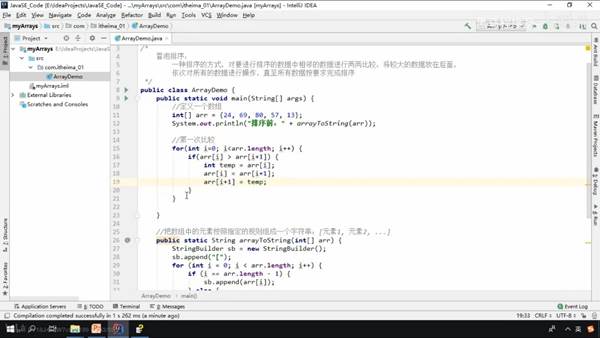 JavaSE_Code [E:\IdeaProjects\JavaSE_Code] - ...\myArrays\src\com\itheima_01\ArrayDemo.java [myArrays] - IntelliJ IDEA
File Edit View Navigate Code Analyze Refactor Build Run Tools VCS Window Help
myArrays src com itheima_01 ArrayDemo
ArrayDemo
Project
ArrayDemo.java
myArrays
src
com.itheima_01
ArrayDemo
myArrays.iml
External Libraries
Scratches and Consoles
/*
冒泡排序:
一种排序的方式，对要进行排序的数据中相邻的数据进行两两比较，将较大的数据放在后面，
依次对所有的数据进行操作，直至所有数据按要求完成排序
*/
public class ArrayDemo {
public static void main(String[] args) {
//定义一个数组
int[] arr = {24, 69, 80, 57, 13};
System.out.println("排序前：" + arrayToString(arr));
//第一次比较
for(int i=0; i<arr.length; i++) {
if(arr[i] > arr[i+1]) {
int temp = arr[i];
arr[i] = arr[i+1];
arr[i+1] = temp;
}
}
}
//把数组中的元素按照指定的规则组成一个字符串：[元素1, 元素2, ...]
public static String arrayToString(int[] arr) {
StringBuilder sb = new StringBuilder();
sb.append("[");
for (int i = 0; i < arr.length; i++) {
if (i == arr.length - 1) {
sb.append(arr[i]);
} else {
ArrayDemo main()
Application Servers 6: TODO Terminal 0: Messages Event Log
Compilation completed successfully in 1 s 262 ms (a minute ago) 19:33 CRLF UTF-8